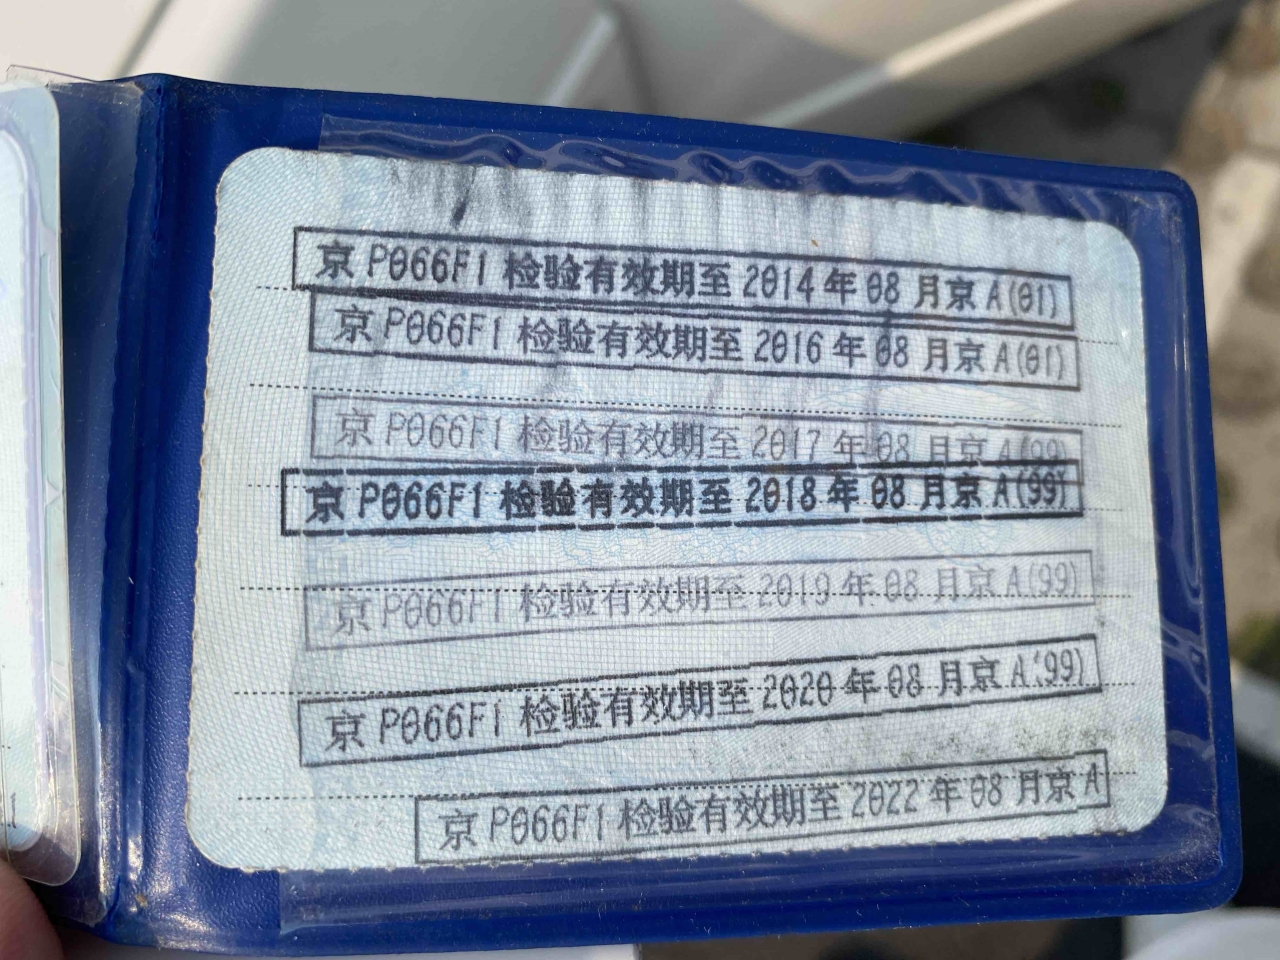 京P066F1 检验有效期至 2014 年 08 月京 A(01)
京P066F1 检验有效期至 2016 年 08 月京 A(01)
京P066F1 检验有效期至 2017 年 08 月京 A(99)
京P066F1 检验有效期至 2018 年 08 月京 A(99)
京P066F1 检验有效期至 2019 年 08 月京 A(99)
京P066F1 检验有效期至 2020 年 08 月京 A(99)
京P066F1 检验有效期至 2022 年 08 月京 A